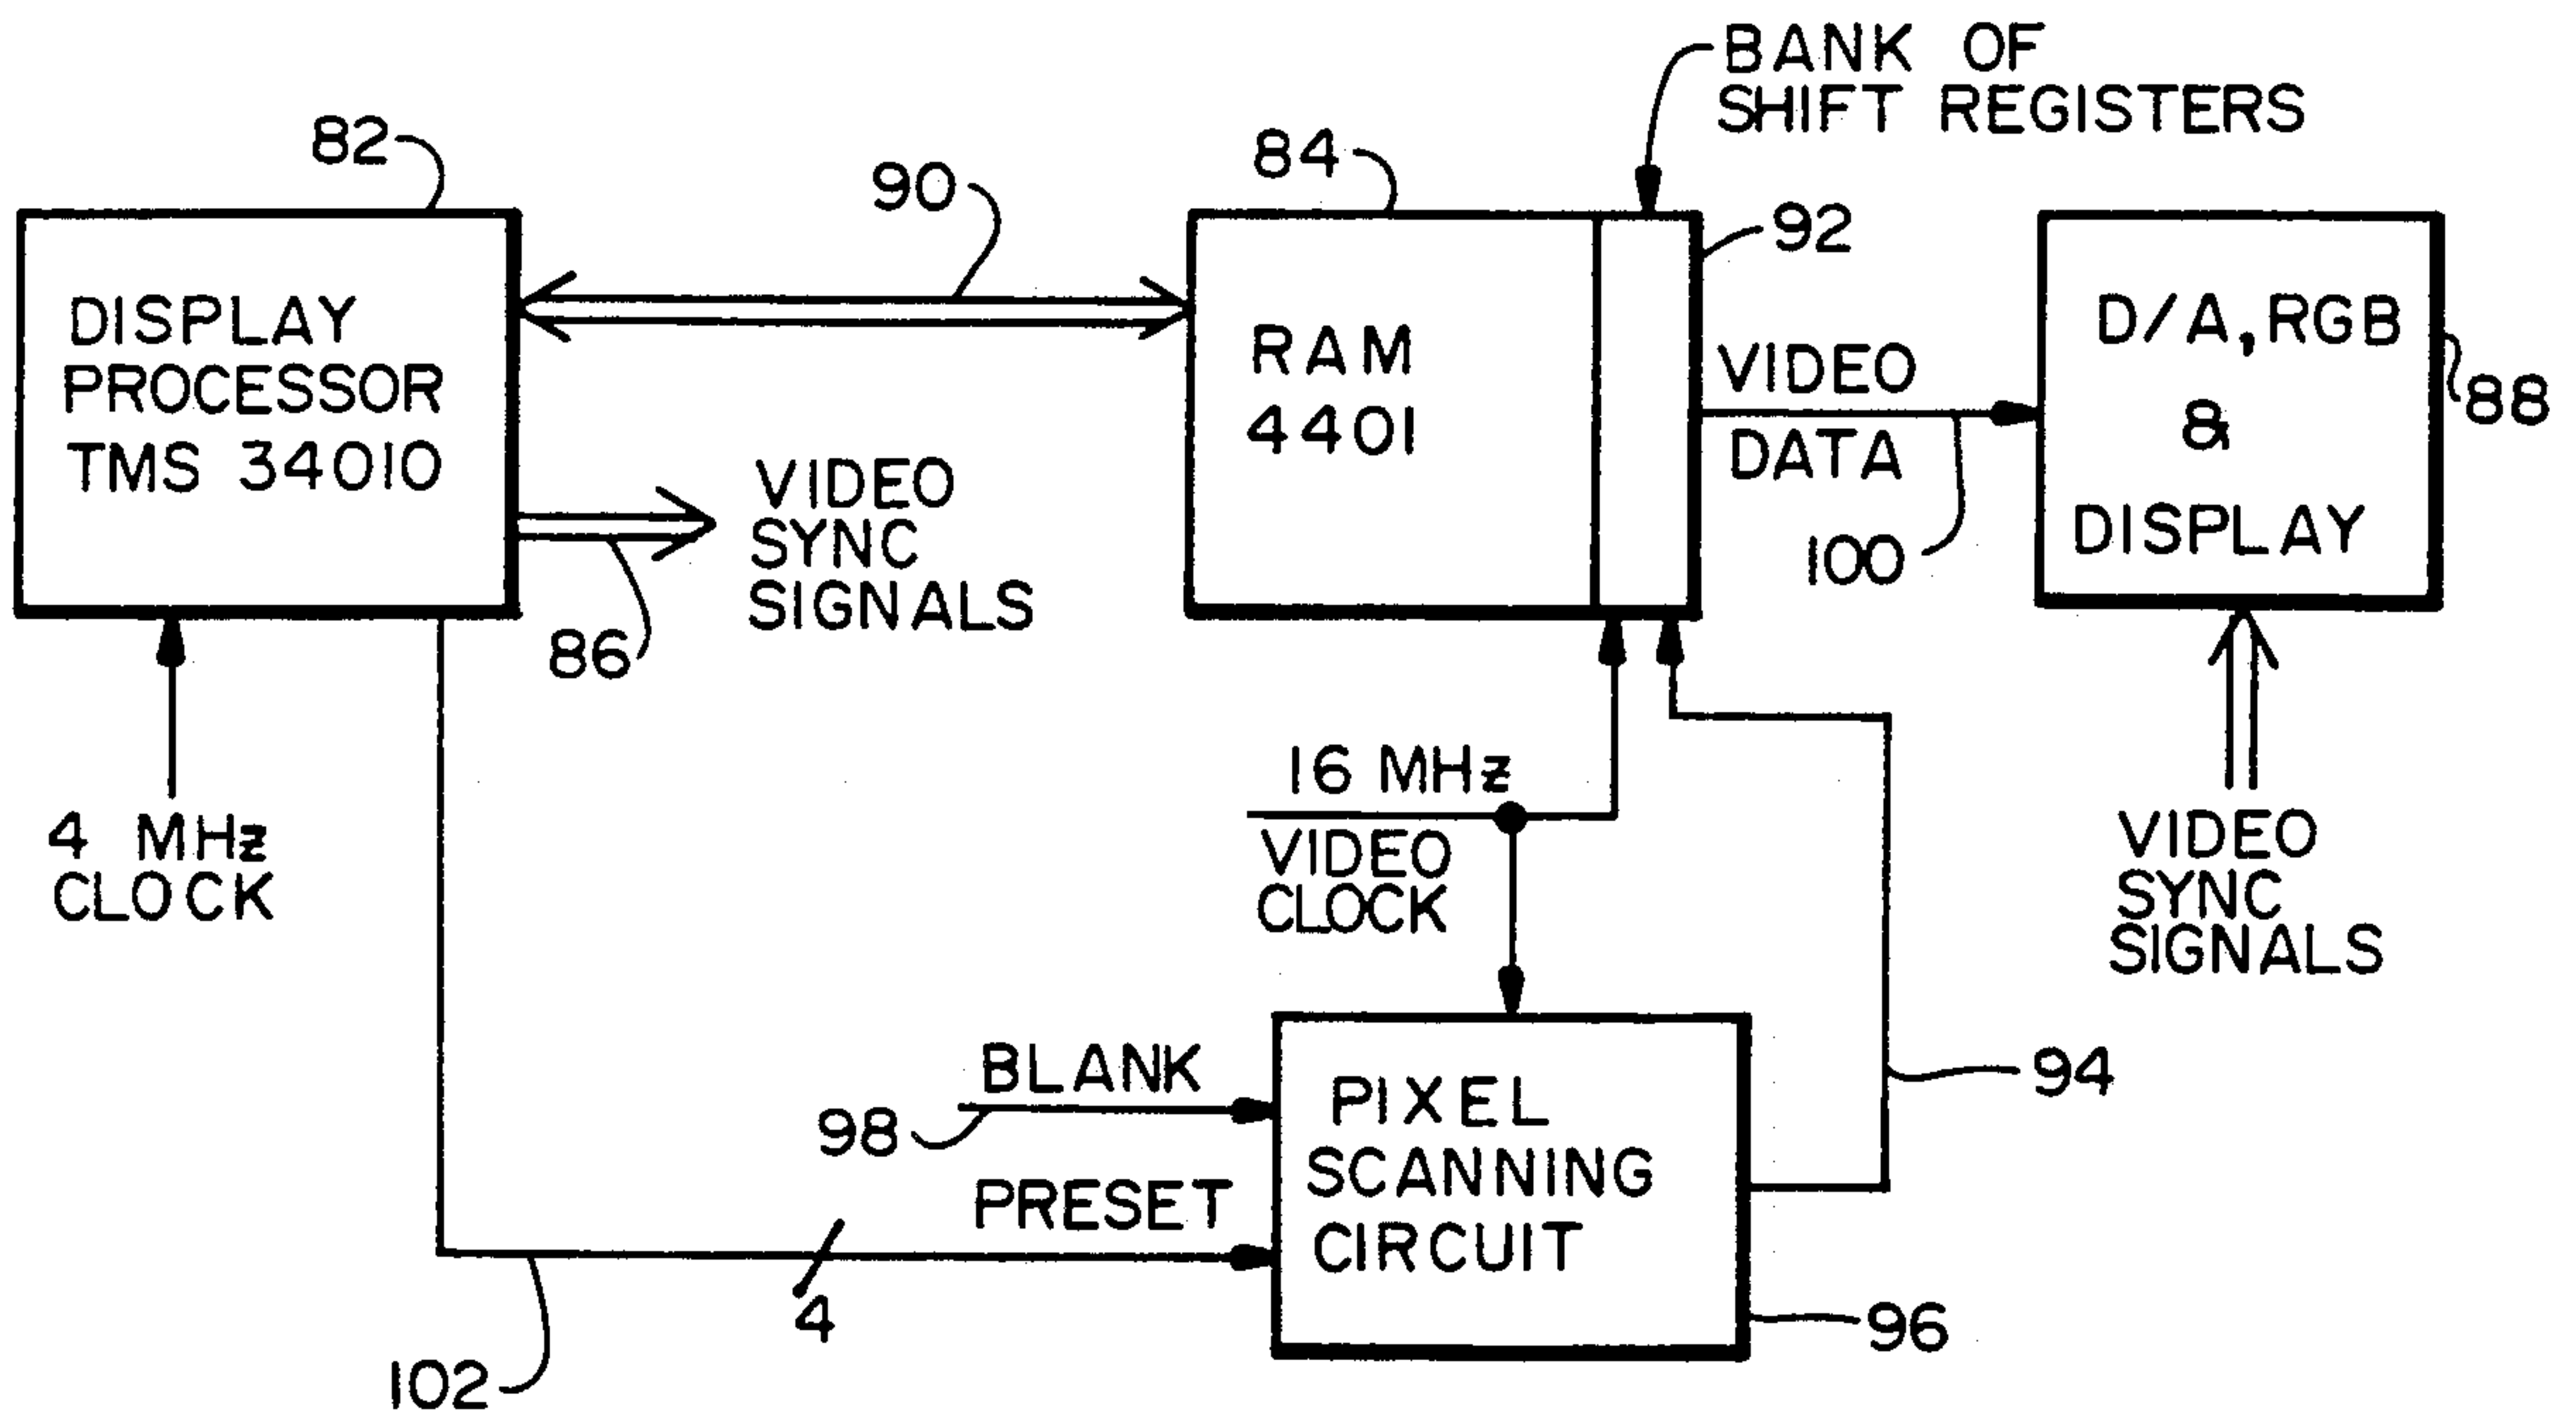 BANK OF
SHIFT REGISTERS
82
90
84
92
DISPLAY
PROCESSOR
TMS 34010
RAM
4401
VIDEO
DATA
100
D/A, RGB
&
DISPLAY
88
VIDEO
SYNC
SIGNALS
86
4 MHz
CLOCK
16 MHz
VIDEO
CLOCK
VIDEO
SYNC
SIGNALS
BLANK
98
PRESET
4
102
PIXEL
SCANNING
CIRCUIT
94
96